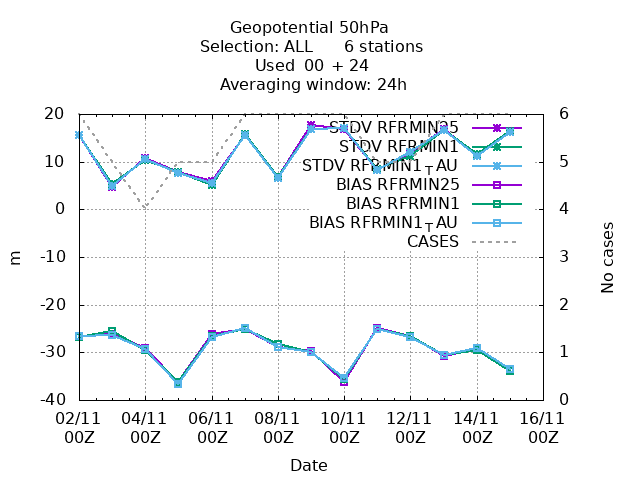 Geopotential 50hPa
Selection: ALL 6 stations
Used 00 + 24
Averaging window: 24h
20 6
STDV RFRMIN25
STDV RFRMIN1
10 5
STDV RFRMIN1TAU
BIAS RFRMIN25
BIAS RFRMIN1
0 4
BIAS RFRMIN1TAU
CASES
-10 3
m
No cases
-20 2
-30 1
-40 0
02/11 04/11 06/11 08/11 10/11 12/11 14/11 16/11
00Z 00Z 00Z 00Z 00Z 00Z 00Z 00Z
Date